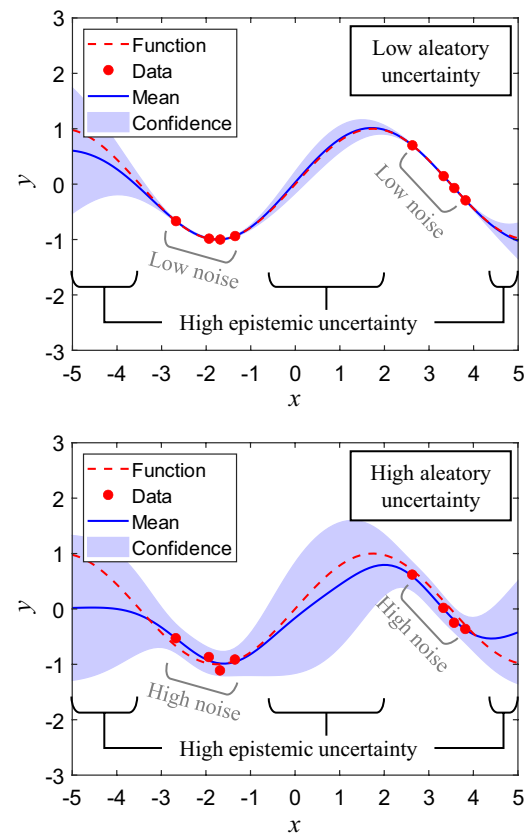 3
2
1
0
-1
-2
-3
y
Function
Data
Mean
Confidence
Low aleatory
uncertainty
Low noise
Low noise
High epistemic uncertainty
-5 -4 -3 -2 -1 0 1 2 3 4 5
x
3
2
1
0
-1
-2
-3
y
Function
Data
Mean
Confidence
High aleatory
uncertainty
High noise
High noise
High epistemic uncertainty
-5 -4 -3 -2 -1 0 1 2 3 4 5
x